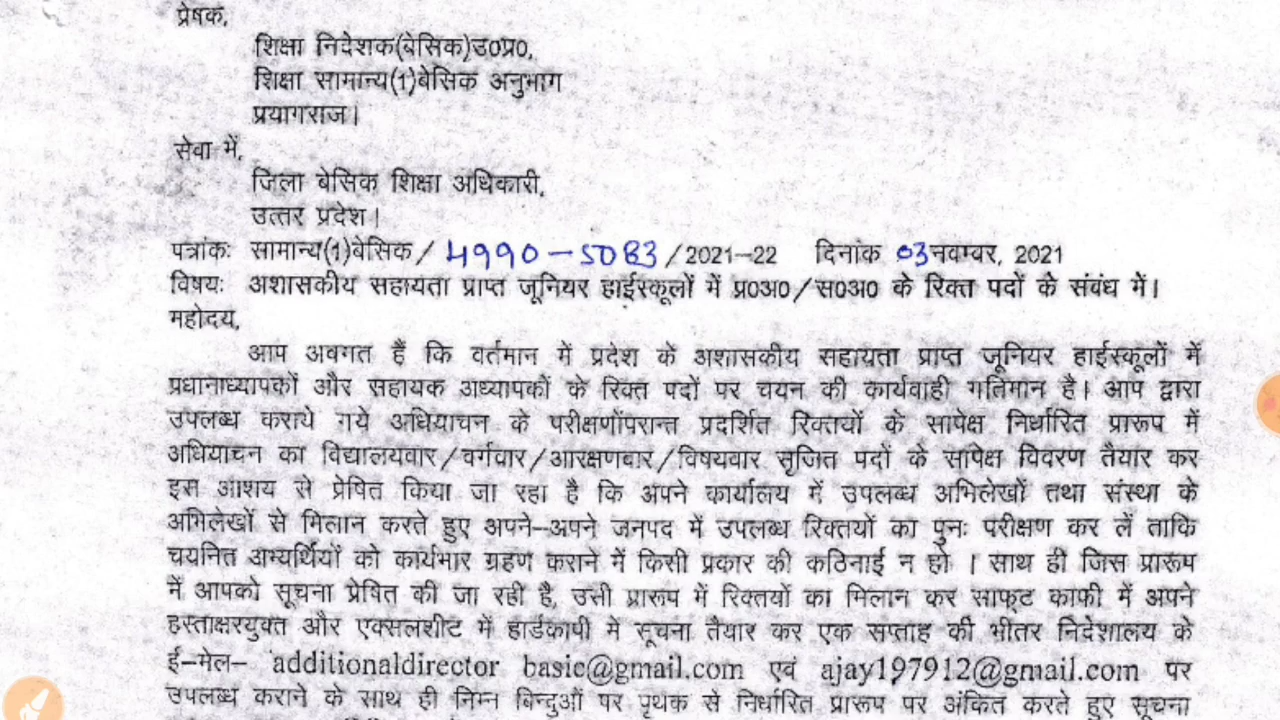 प्रेषक,
शिक्षा निदेशक(बेसिक)उ0प्र0,
शिक्षा सामान्य(1)बेसिक अनुभाग
प्रयागराज।
सेवा में,
जिला बेसिक शिक्षा अधिकारी,
उत्तर प्रदेश।
पत्रांकः सामान्य(1)बेसिक/ 4990-5083 /2021-22 दिनांक 03 नवम्बर, 2021
विषयः अशासकीय सहायता प्राप्त जूनियर हाईस्कूलों में प्र0अ0/स0अ0 के रिक्त पदों के संबंध में।
महोदय,
आप अवगत हैं कि वर्तमान में प्रदेश के अशासकीय सहायता प्राप्त जूनियर हाईस्कूलों में
प्रधानाध्यापकों और सहायक अध्यापकों के रिक्त पदों पर चयन की कार्यवाही गतिमान है। आप द्वारा
उपलब्ध कराये गये अधियाचन के परीक्षणोंपरान्त प्रदर्शित रिक्तयों के सापेक्ष निर्धारित प्रारूप में
अधियाचन का विद्यालयवार/वर्गवार/आरक्षणवार/विषयवार सृजित पदों के सापेक्ष विवरण तैयार कर
इस आशय से प्रेषित किया जा रहा है कि अपने कार्यालय में उपलब्ध अभिलेखों तथा संस्था के
अभिलेखों से मिलान करते हुए अपने-अपने जनपद में उपलब्ध रिक्तयों का पुनः परीक्षण कर लें ताकि
चयनित अभ्यर्थियों को कार्यभार ग्रहण कराने में किसी प्रकार की कठिनाई न हो । साथ ही जिस प्रारूप
में आपको सूचना प्रेषित की जा रही है, उसी प्रारूप में रिक्तयों का मिलान कर साफ्ट काफी में अपने
हस्ताक्षरयुक्त और एक्सलशीट में हार्डकापी में सूचना तैयार कर एक सप्ताह की भीतर निदेशालय के
ई-मेल- additionaldirector basic@gmail.com एवं ajay197912@gmail.com पर
उपलब्ध कराने के साथ ही निम्न बिन्दुओं पर पृथक से निर्धारित प्रारूप पर अंकित करते हुए सूचना